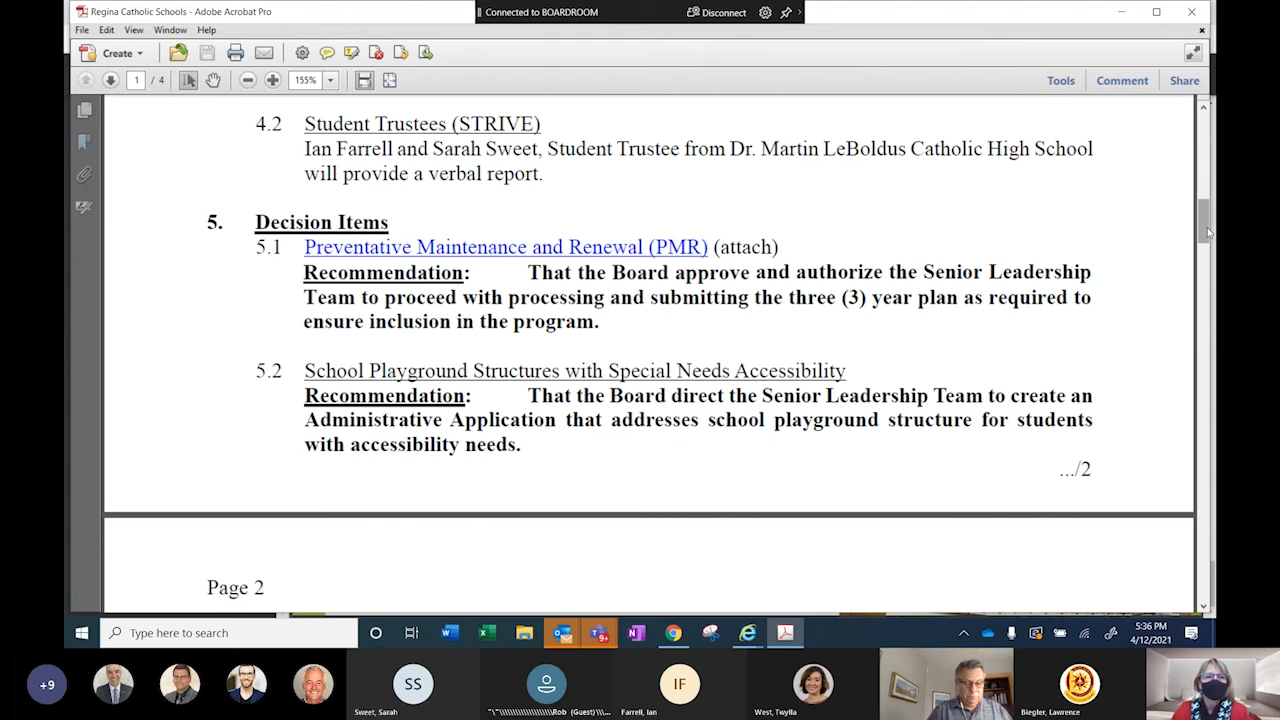 Regina Catholic Schools - Adobe Acrobat Pro
Connected to BOARDROOM
Disconnect
File Edit View Window Help
Create
1 / 4
155%
Tools Comment Share
4.2 Student Trustees (STRIVE)
Ian Farrell and Sarah Sweet, Student Trustee from Dr. Martin LeBoldus Catholic High School
will provide a verbal report.
5. Decision Items
5.1 Preventative Maintenance and Renewal (PMR) (attach)
Recommendation: That the Board approve and authorize the Senior Leadership
Team to proceed with processing and submitting the three (3) year plan as required to
ensure inclusion in the program.
5.2 School Playground Structures with Special Needs Accessibility
Recommendation: That the Board direct the Senior Leadership Team to create an
Administrative Application that addresses school playground structure for students
with accessibility needs.
.../2
Page 2
Type here to search
9+
5:36 PM
4/12/2021
+9
SS
IF
Sweet, Sarah
Rob (Guest)
Farrell, Ian
West, Twylla
Biegler, Lawrence